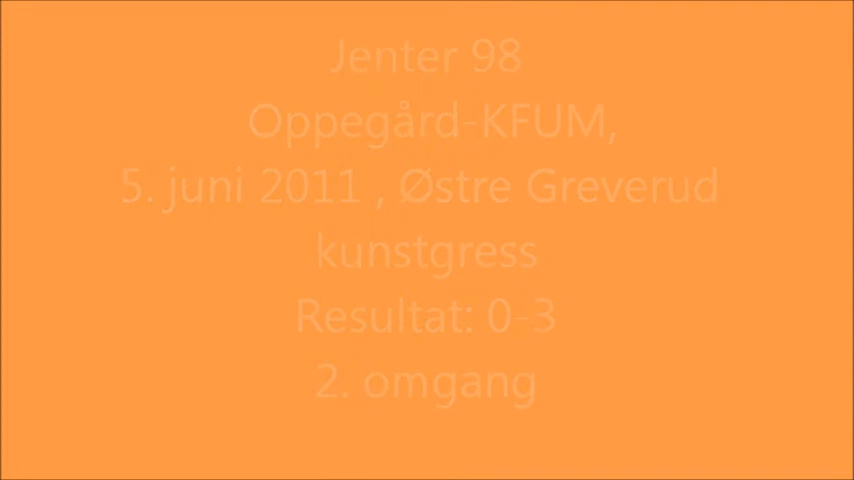 Jenter 98
Oppegård-KFUM,
5. juni 2011 , Østre Greverud
kunstgress
Resultat: 0-3
2. omgang